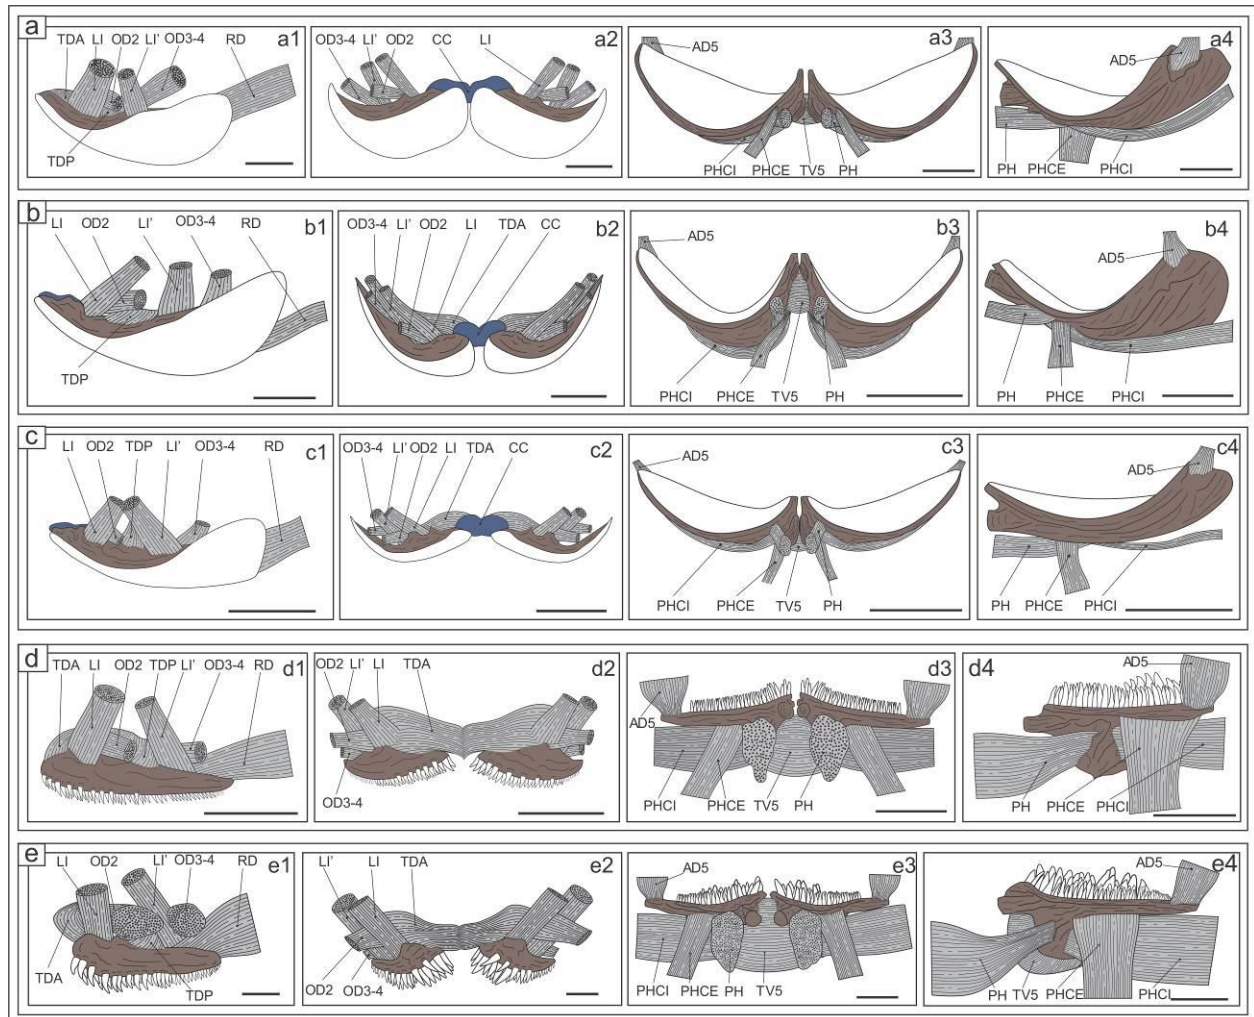 a
TDA LI OD2 LI' OD3-4 RD a1
TDP
OD3-4 LI' OD2 CC LI a2
AD5 a3
PHCI PHCE TV5 PH
a4
AD5
PH PHCE PHCI
b
LI OD2 LI' OD3-4 RD b1
TDP
OD3-4 LI' OD2 LI TDA CC b2
AD5 b3
PHCI PHCE TV5 PH
b4
AD5
PH PHCE PHCI
c
LI OD2 TDP LI' OD3-4 RD c1
OD3-4 LI' OD2 LI TDA CC c2
AD5 c3
PHCI PHCE TV5 PH
c4
AD5
PH PHCE PHCI
d
TDA LI OD2 TDP LI' OD3-4 RD d1
OD2 LI' LI TDA d2
OD3-4
d3
AD5
PHCI PHCE TV5 PH
d4 AD5
PH PHCE PHCI
e
LI OD2 LI' OD3-4 RD e1
TDA TDP
LI' LI TDA e2
OD2 OD3-4
AD5 e3
PHCI PHCE PH TV5
AD5 e4
PH TV5 PHCE PHCI